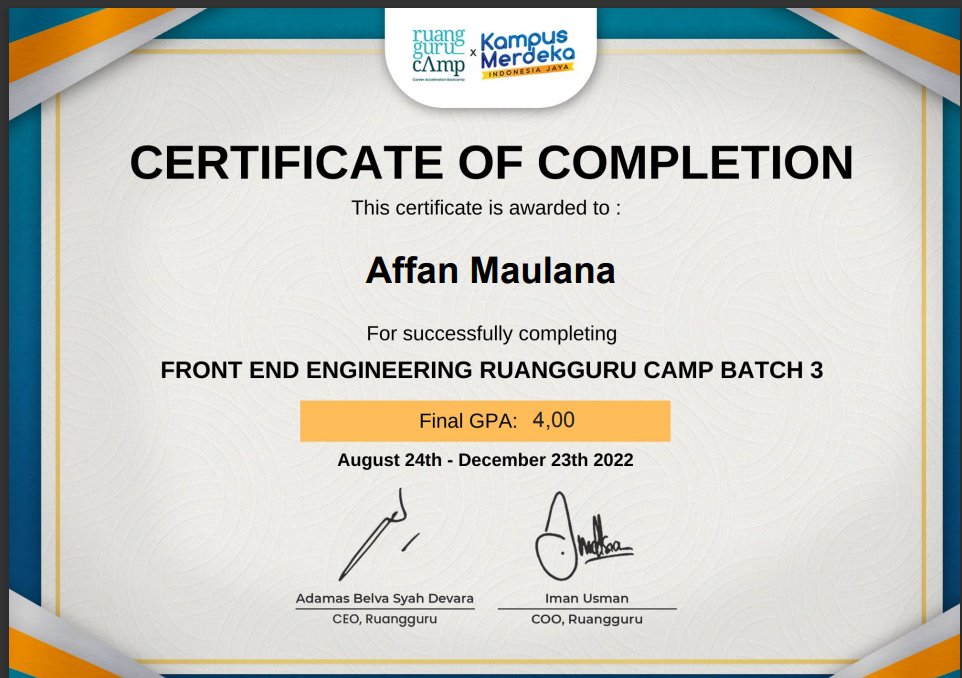 ruang
guru
cAmp
Career Acceleration Bootcamp
x
Kampus
Merdeka
INDONESIA JAYA
CERTIFICATE OF COMPLETION
This certificate is awarded to :
Affan Maulana
For successfully completing
FRONT END ENGINEERING RUANGGURU CAMP BATCH 3
Final GPA: 4,00
August 24th - December 23th 2022
Adamas Belva Syah Devara
CEO, Ruangguru
Iman Usman
COO, Ruangguru